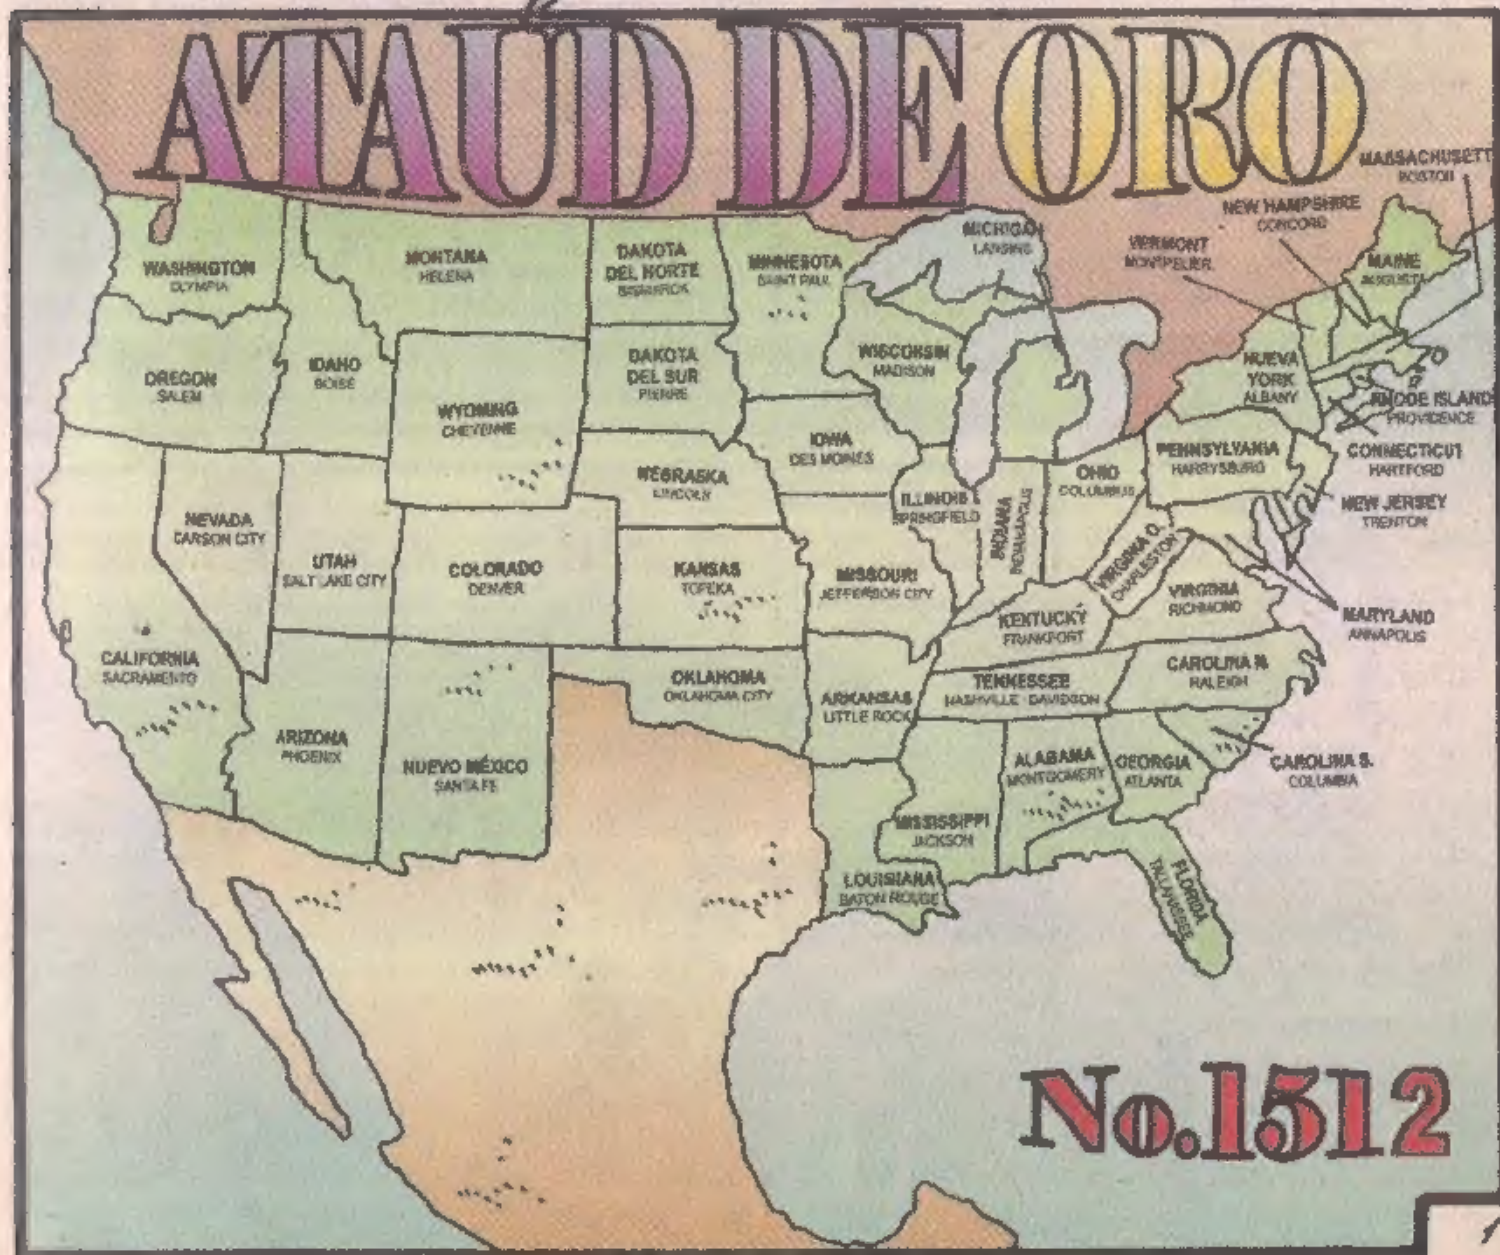 ATAUD DE ORO
MASSACHUSETT
BOSTON
NEW HAMPSHIRE
CONCORD
VERMONT
MONTPELIER
MAINE
AUGUSTA
MICHIGAN
LANSING
WASHINGTON
OLYMPIA
MONTANA
HELENA
DAKOTA
DEL NORTE
BISMARCK
MINNESOTA
SAINT PAUL
OREGON
SALEM
IDAHO
BOISE
WYOMING
CHEYENNE
DAKOTA
DEL SUR
PIERRE
WISCONSIN
MADISON
NUEVA
YORK
ALBANY
RHODE ISLAND
PROVIDENCE
CONNECTICUT
HARTFORD
NEW JERSEY
TRENTON
IOWA
DES MOINES
NEBRASKA
LINCOLN
ILLINOIS
SPRINGFIELD
INDIANA
INDIANAPOLIS
OHIO
COLUMBUS
PENNSYLVANIA
HARRYSBURG
NEVADA
CARSON CITY
UTAH
SALT LAKE CITY
COLORADO
DENVER
KANSAS
TOPEKA
MISSOURI
JEFFERSON CITY
KENTUCKY
FRANKFORT
VIRGINIA O.
CHARLESTON
VIRGINIA
RICHMOND
MARYLAND
ANNAPOLIS
CALIFORNIA
SACRAMENTO
ARIZONA
PHOENIX
NUEVO MÉXICO
SANTA FE
OKLAHOMA
OKLAHOMA CITY
ARKANSAS
LITTLE ROCK
TENNESSEE
NASHVILLE-DAVIDSON
CAROLINA N.
RALEIGH
CAROLINA S.
COLUMBIA
MISSISSIPPI
JACKSON
ALABAMA
MONTGOMERY
GEORGIA
ATLANTA
LOUISIANA
BATON ROUGE
FLORIDA
TALLAHASSEE
No.1512
1